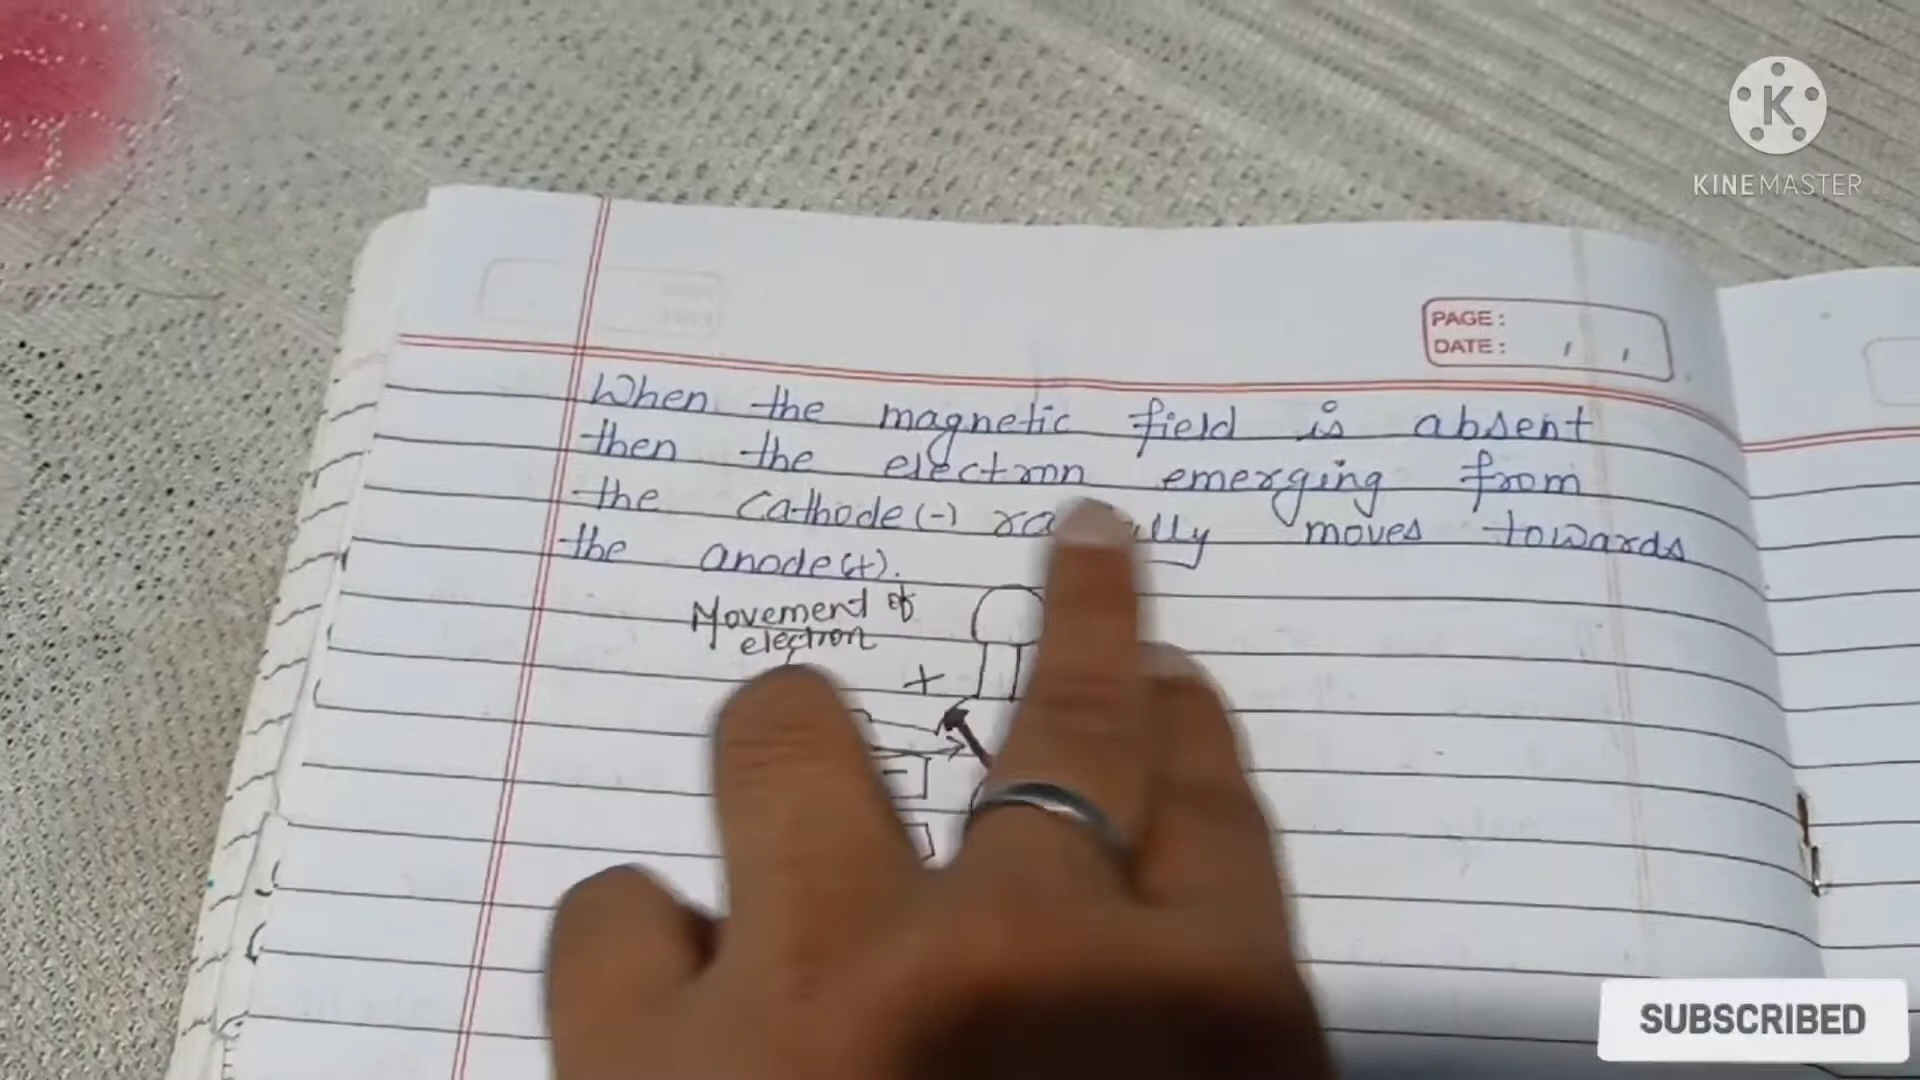 KINEMASTER
PAGE:
DATE: / /
When the magnetic field is absent
then the electron emerging from
the cathode(-) moves towards
the anode(+).
Movement of
electron
+
-
SUBSCRIBED